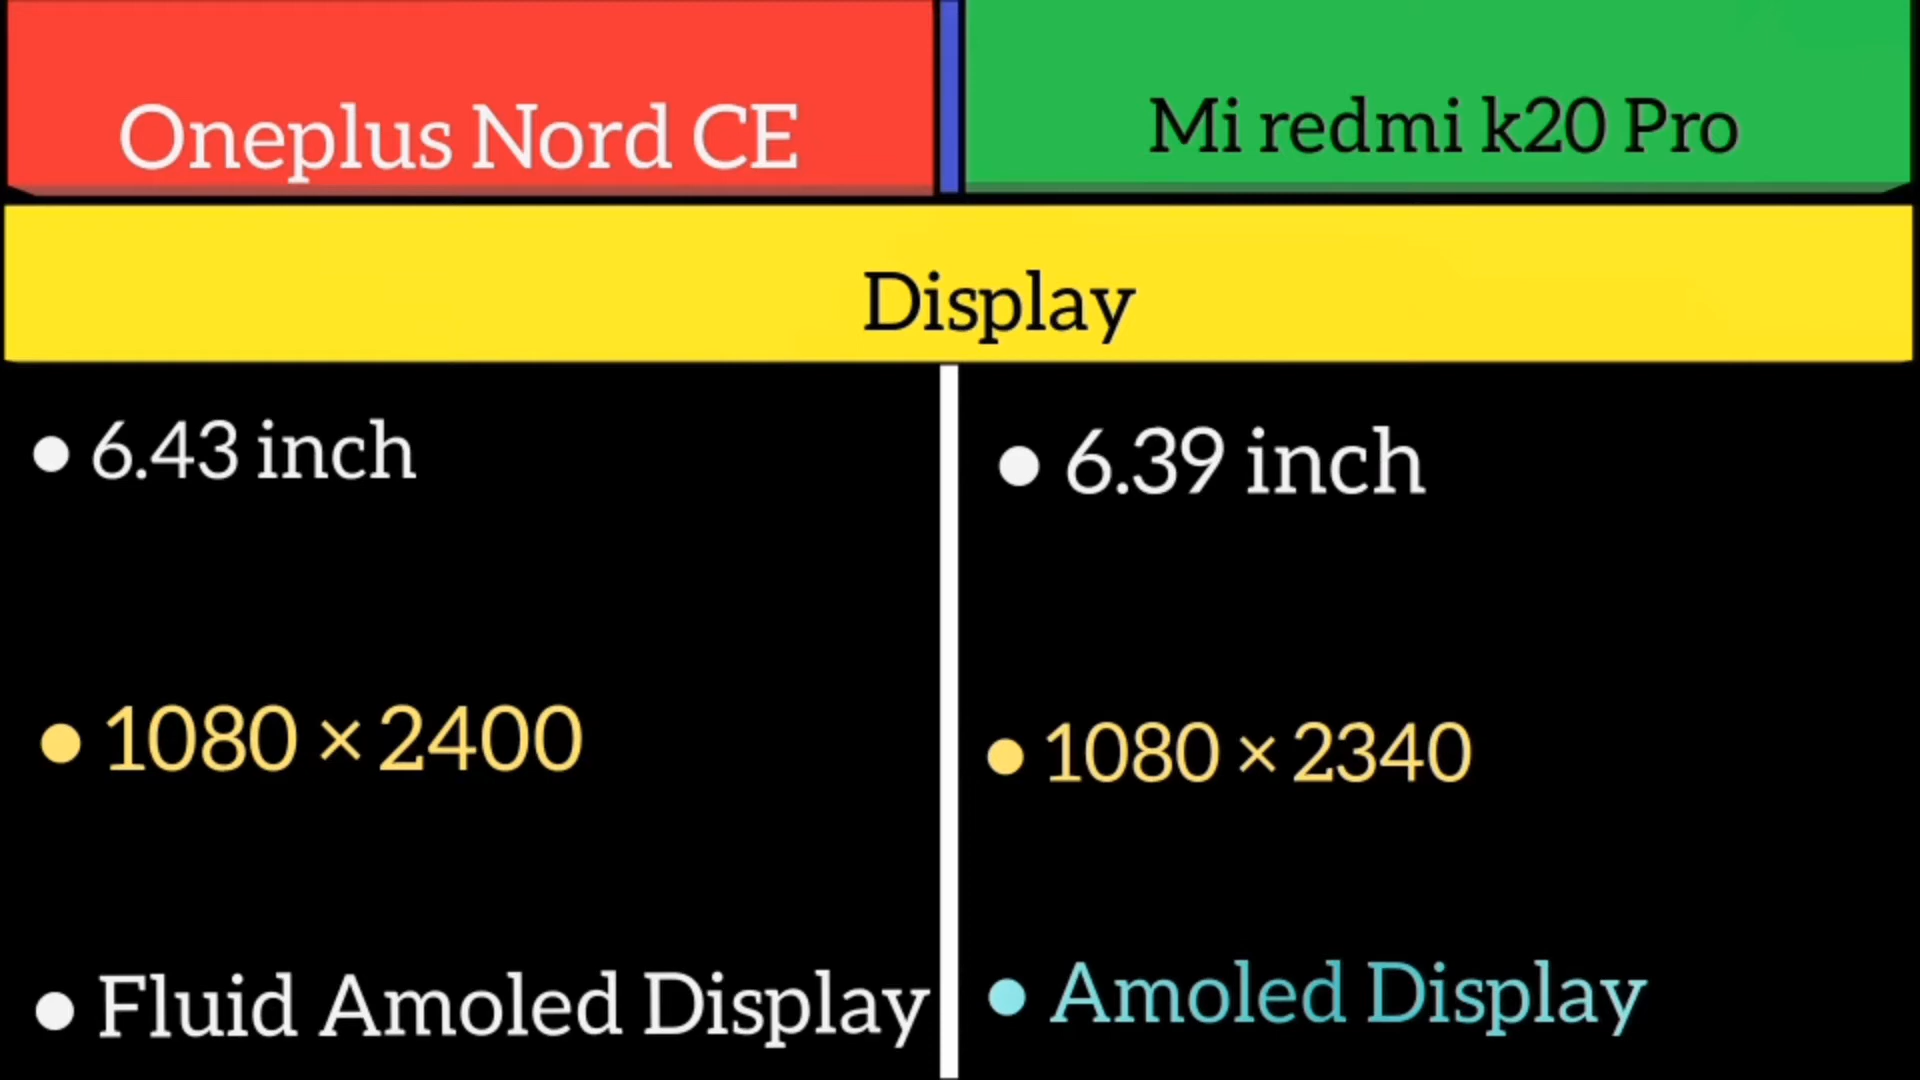 Oneplus Nord CE
Mi redmi k20 Pro
Display
• 6.43 inch
• 6.39 inch
• 1080 × 2400
• 1080 × 2340
• Fluid Amoled Display
• Amoled Display